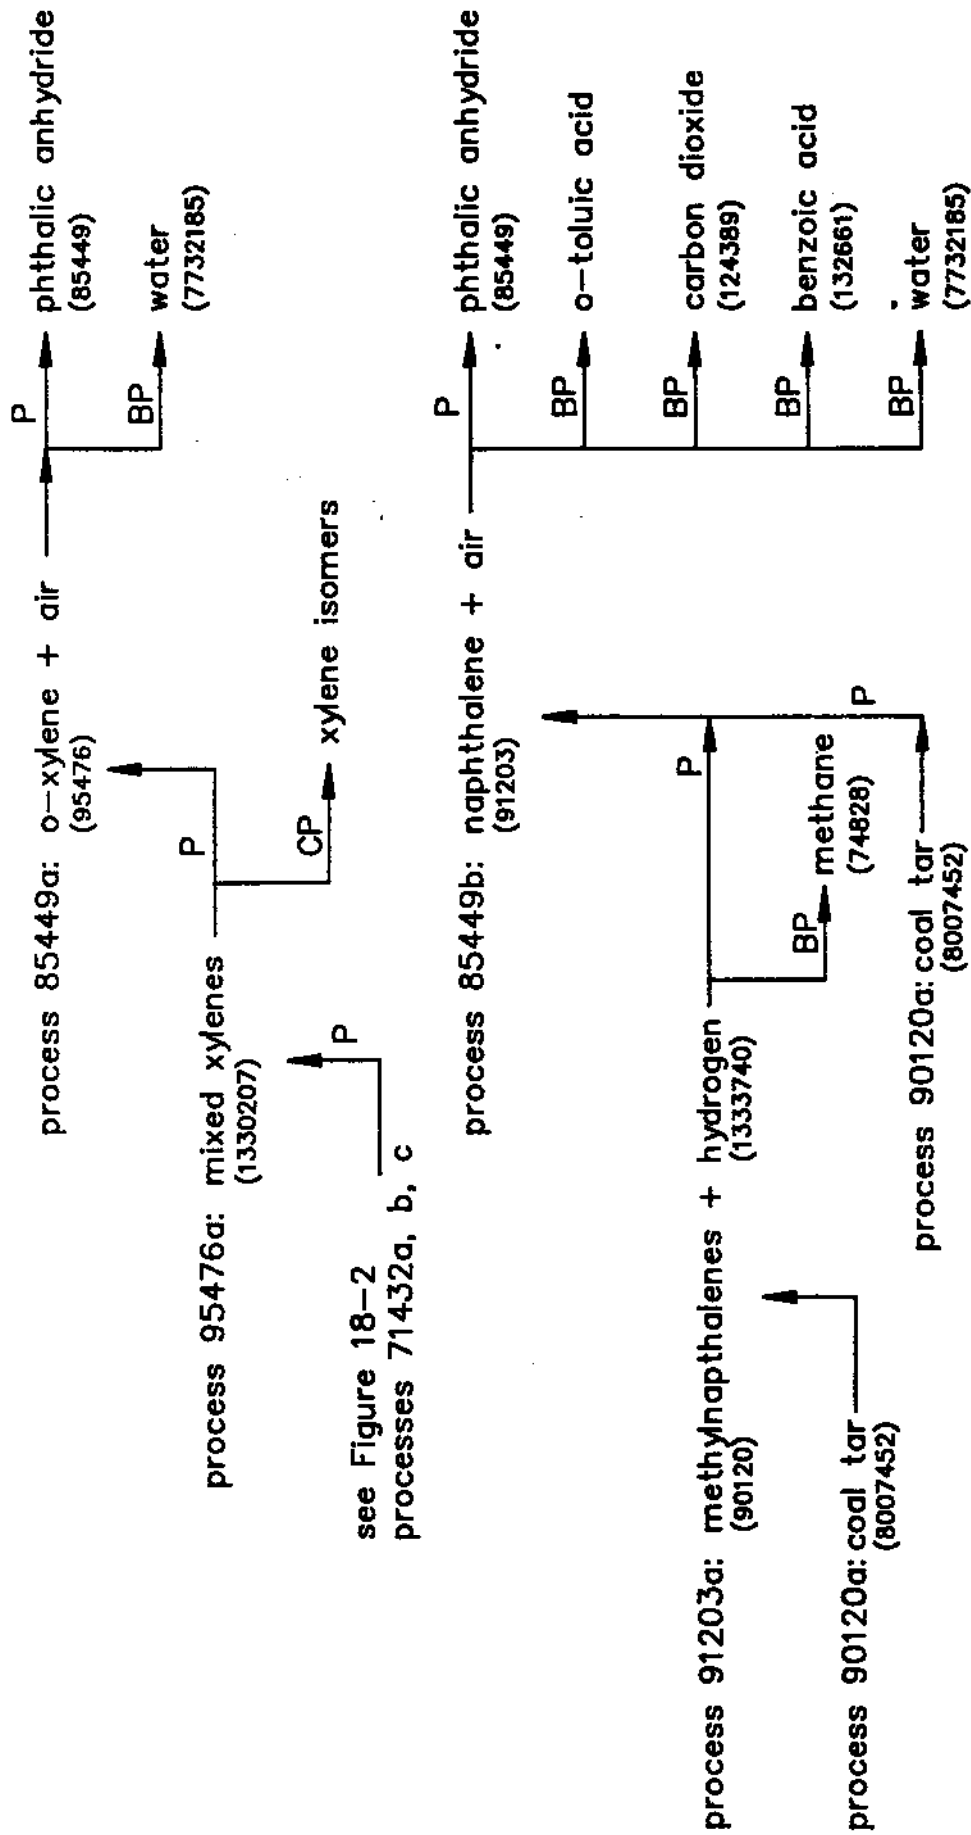 process 85449a: o-xylene + air
(95476)
P
phthalic anhydride
(85449)
BP
water
(7732185)
process 95476a: mixed xylenes
(1330207)
P
CP
xylene isomers
P
see Figure 18-2
processes 71432a, b, c
process 85449b: naphthalene + air
(91203)
P
phthalic anhydride
(85449)
BP
o-toluic acid
BP
carbon dioxide
(124389)
BP
benzoic acid
(132661)
BP
water
(7732185)
process 91203a: methylnapthalenes + hydrogen
(90120)
(1333740)
P
BP
methane
(74828)
P
process 90120a: coal tar
(8007452)
process 90120a: coal tar
(8007452)